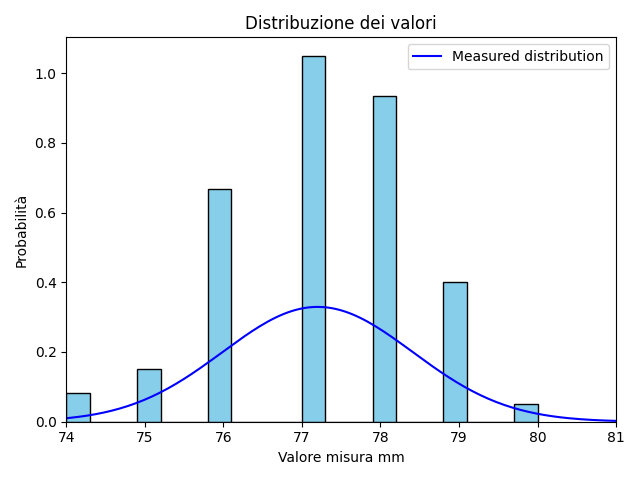 Distribuzione dei valori
Measured distribution
Probabilità
1.0
0.8
0.6
0.4
0.2
0.0
74 75 76 77 78 79 80 81
Valore misura mm